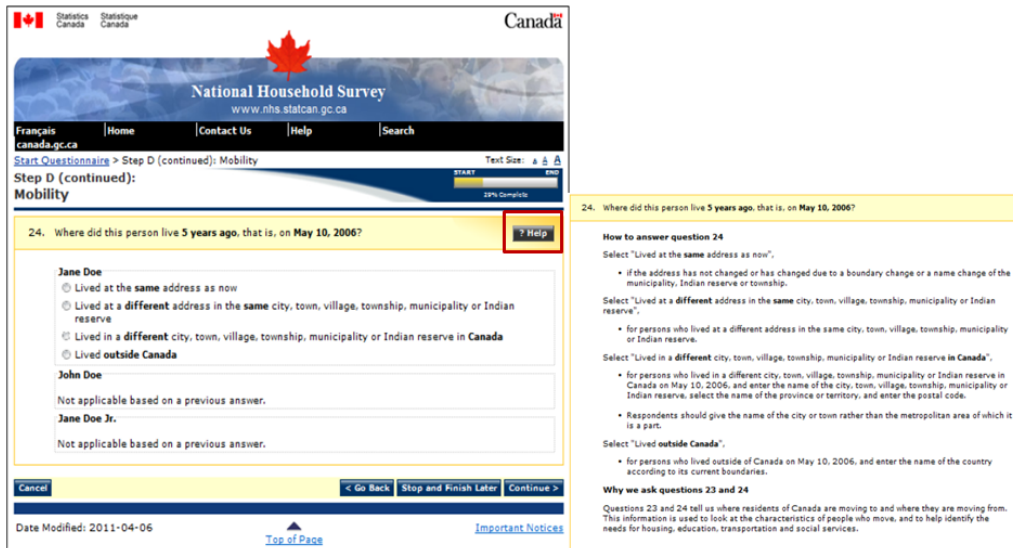 Statistics Statistique
Canada Canada
Canada
National Household Survey
www.nhs.statcan.gc.ca
Français Home Contact Us Help Search
canada.gc.ca
Start Questionnaire > Step D (continued): Mobility
Text Size: A A A
Step D (continued):
Mobility
START END
29% Complete
24. Where did this person live 5 years ago, that is, on May 10, 2006?
? Help
Jane Doe
Lived at the same address as now
Lived at a different address in the same city, town, village, township, municipality or Indian
reserve
Lived in a different city, town, village, township, municipality or Indian reserve in Canada
Lived outside Canada
John Doe
Not applicable based on a previous answer.
Jane Doe Jr.
Not applicable based on a previous answer.
Cancel
< Go Back Stop and Finish Later Continue >
Date Modified: 2011-04-06
Top of Page
Important Notices
24. Where did this person live 5 years ago, that is, on May 10, 2006?
How to answer question 24
Select "Lived at the same address as now",
• if the address has not changed or has changed due to a boundary change or a name change of the
municipality, Indian reserve or township.
Select "Lived at a different address in the same city, town, village, township, municipality or Indian
reserve",
• for persons who lived at a different address in the same city, town, village, township, municipality
or Indian reserve.
Select "Lived in a different city, town, village, township, municipality or Indian reserve in Canada",
• for persons who lived in a different city, town, village, township, municipality or Indian reserve in
Canada on May 10, 2006, and enter the name of the city, town, village, township, municipality or
Indian reserve, select the name of the province or territory, and enter the postal code.
• Respondents should give the name of the city or town rather than the metropolitan area of which it
is a part.
Select "Lived outside Canada",
• for persons who lived outside of Canada on May 10, 2006, and enter the name of the country
according to its current boundaries.
Why we ask questions 23 and 24
Questions 23 and 24 tell us where residents of Canada are moving to and where they are moving from.
This information is used to look at the characteristics of people who move, and to help identify the
needs for housing, education, transportation and social services.